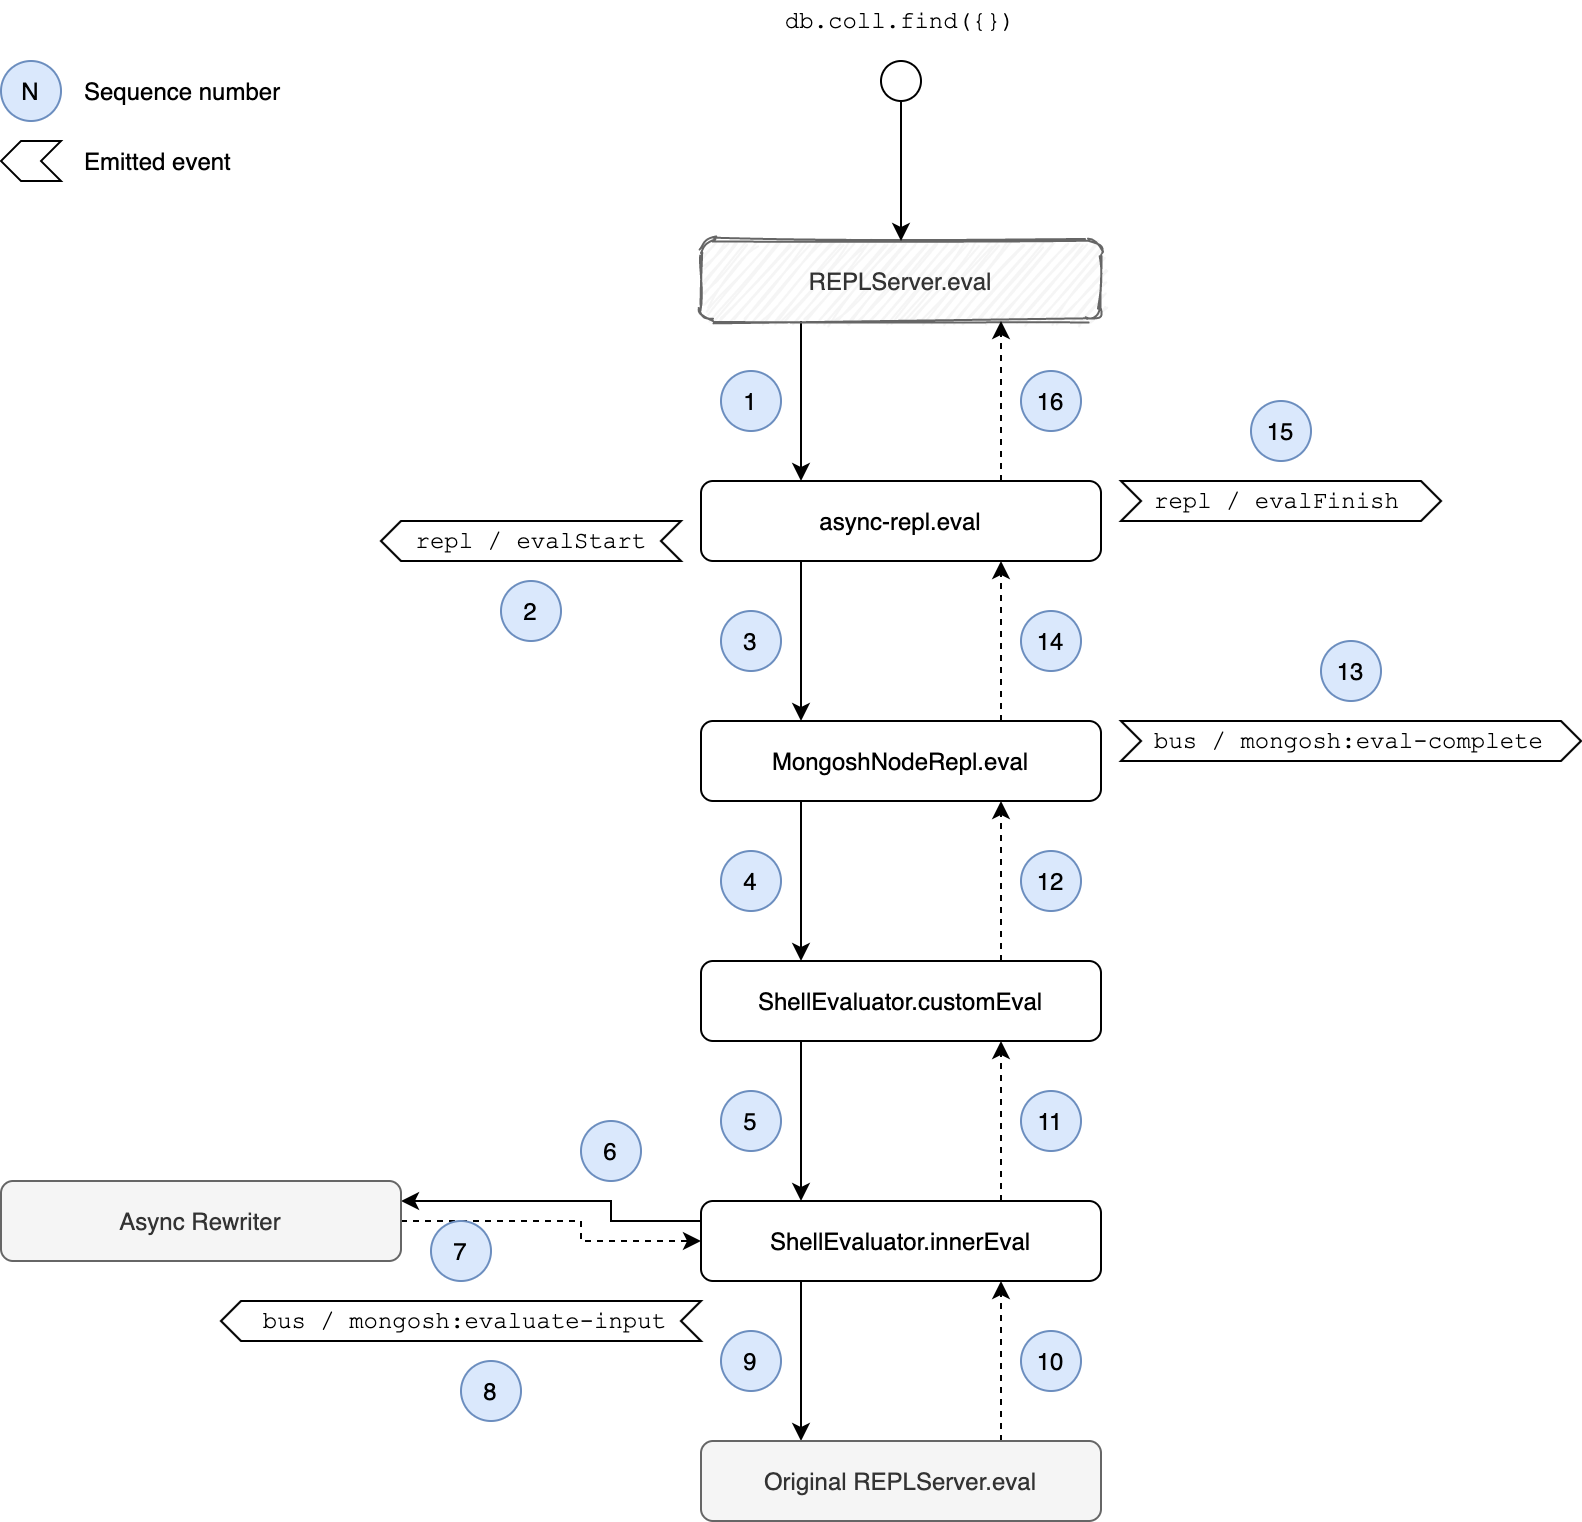 db.coll.find({})
N
Sequence number
Emitted event
REPLServer.eval
1
16
15
repl / evalFinish
async-repl.eval
repl / evalStart
2
3
14
13
bus / mongosh:eval-complete
MongoshNodeRepl.eval
4
12
ShellEvaluator.customEval
5
11
6
Async Rewriter
7
ShellEvaluator.innerEval
bus / mongosh:evaluate-input
8
9
10
Original REPLServer.eval